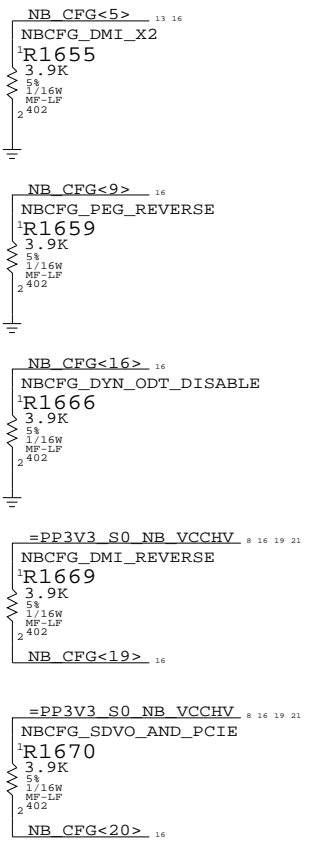 NB_CFG<5> 13 16
NBCFG_DMI_X2
1
R1655
3.9K
5%
1/16W
MF-LF
402
2
NB_CFG<9> 16
NBCFG_PEG_REVERSE
1
R1659
3.9K
5%
1/16W
MF-LF
402
2
NB_CFG<16> 16
NBCFG_DYN_ODT_DISABLE
1
R1666
3.9K
5%
1/16W
MF-LF
402
2
=PP3V3_S0_NB_VCCHV 8 16 19 21
NBCFG_DMI_REVERSE
1
R1669
3.9K
5%
1/16W
MF-LF
402
2
NB_CFG<19> 16
=PP3V3_S0_NB_VCCHV 8 16 19 21
NBCFG_SDVO_AND_PCIE
1
R1670
3.9K
5%
1/16W
MF-LF
402
2
NB_CFG<20> 16